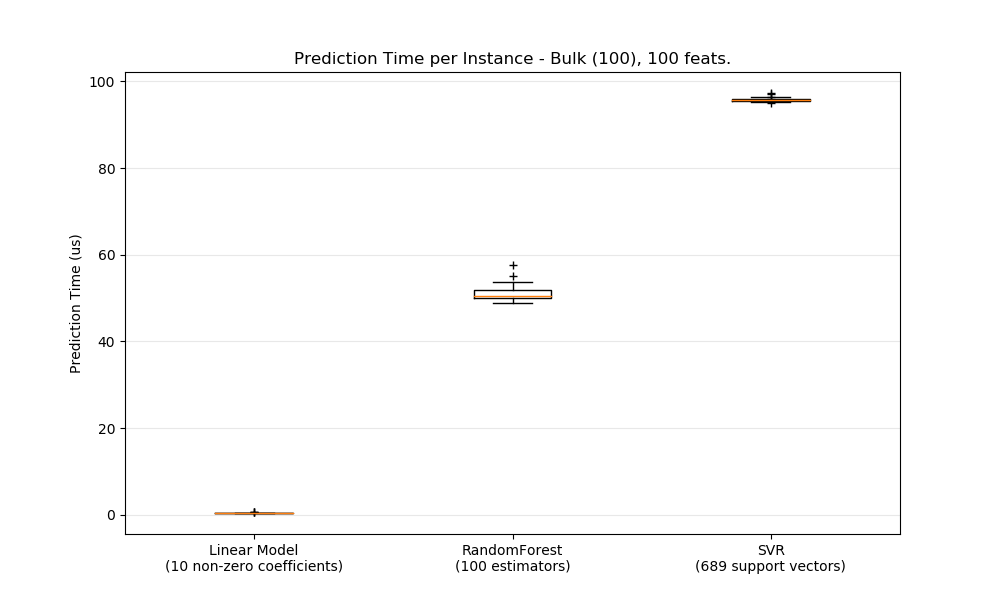 Prediction Time per Instance - Bulk (100), 100 feats.
Prediction Time (us)
100
80
60
40
20
0
Linear Model
(10 non-zero coefficients)
RandomForest
(100 estimators)
SVR
(689 support vectors)